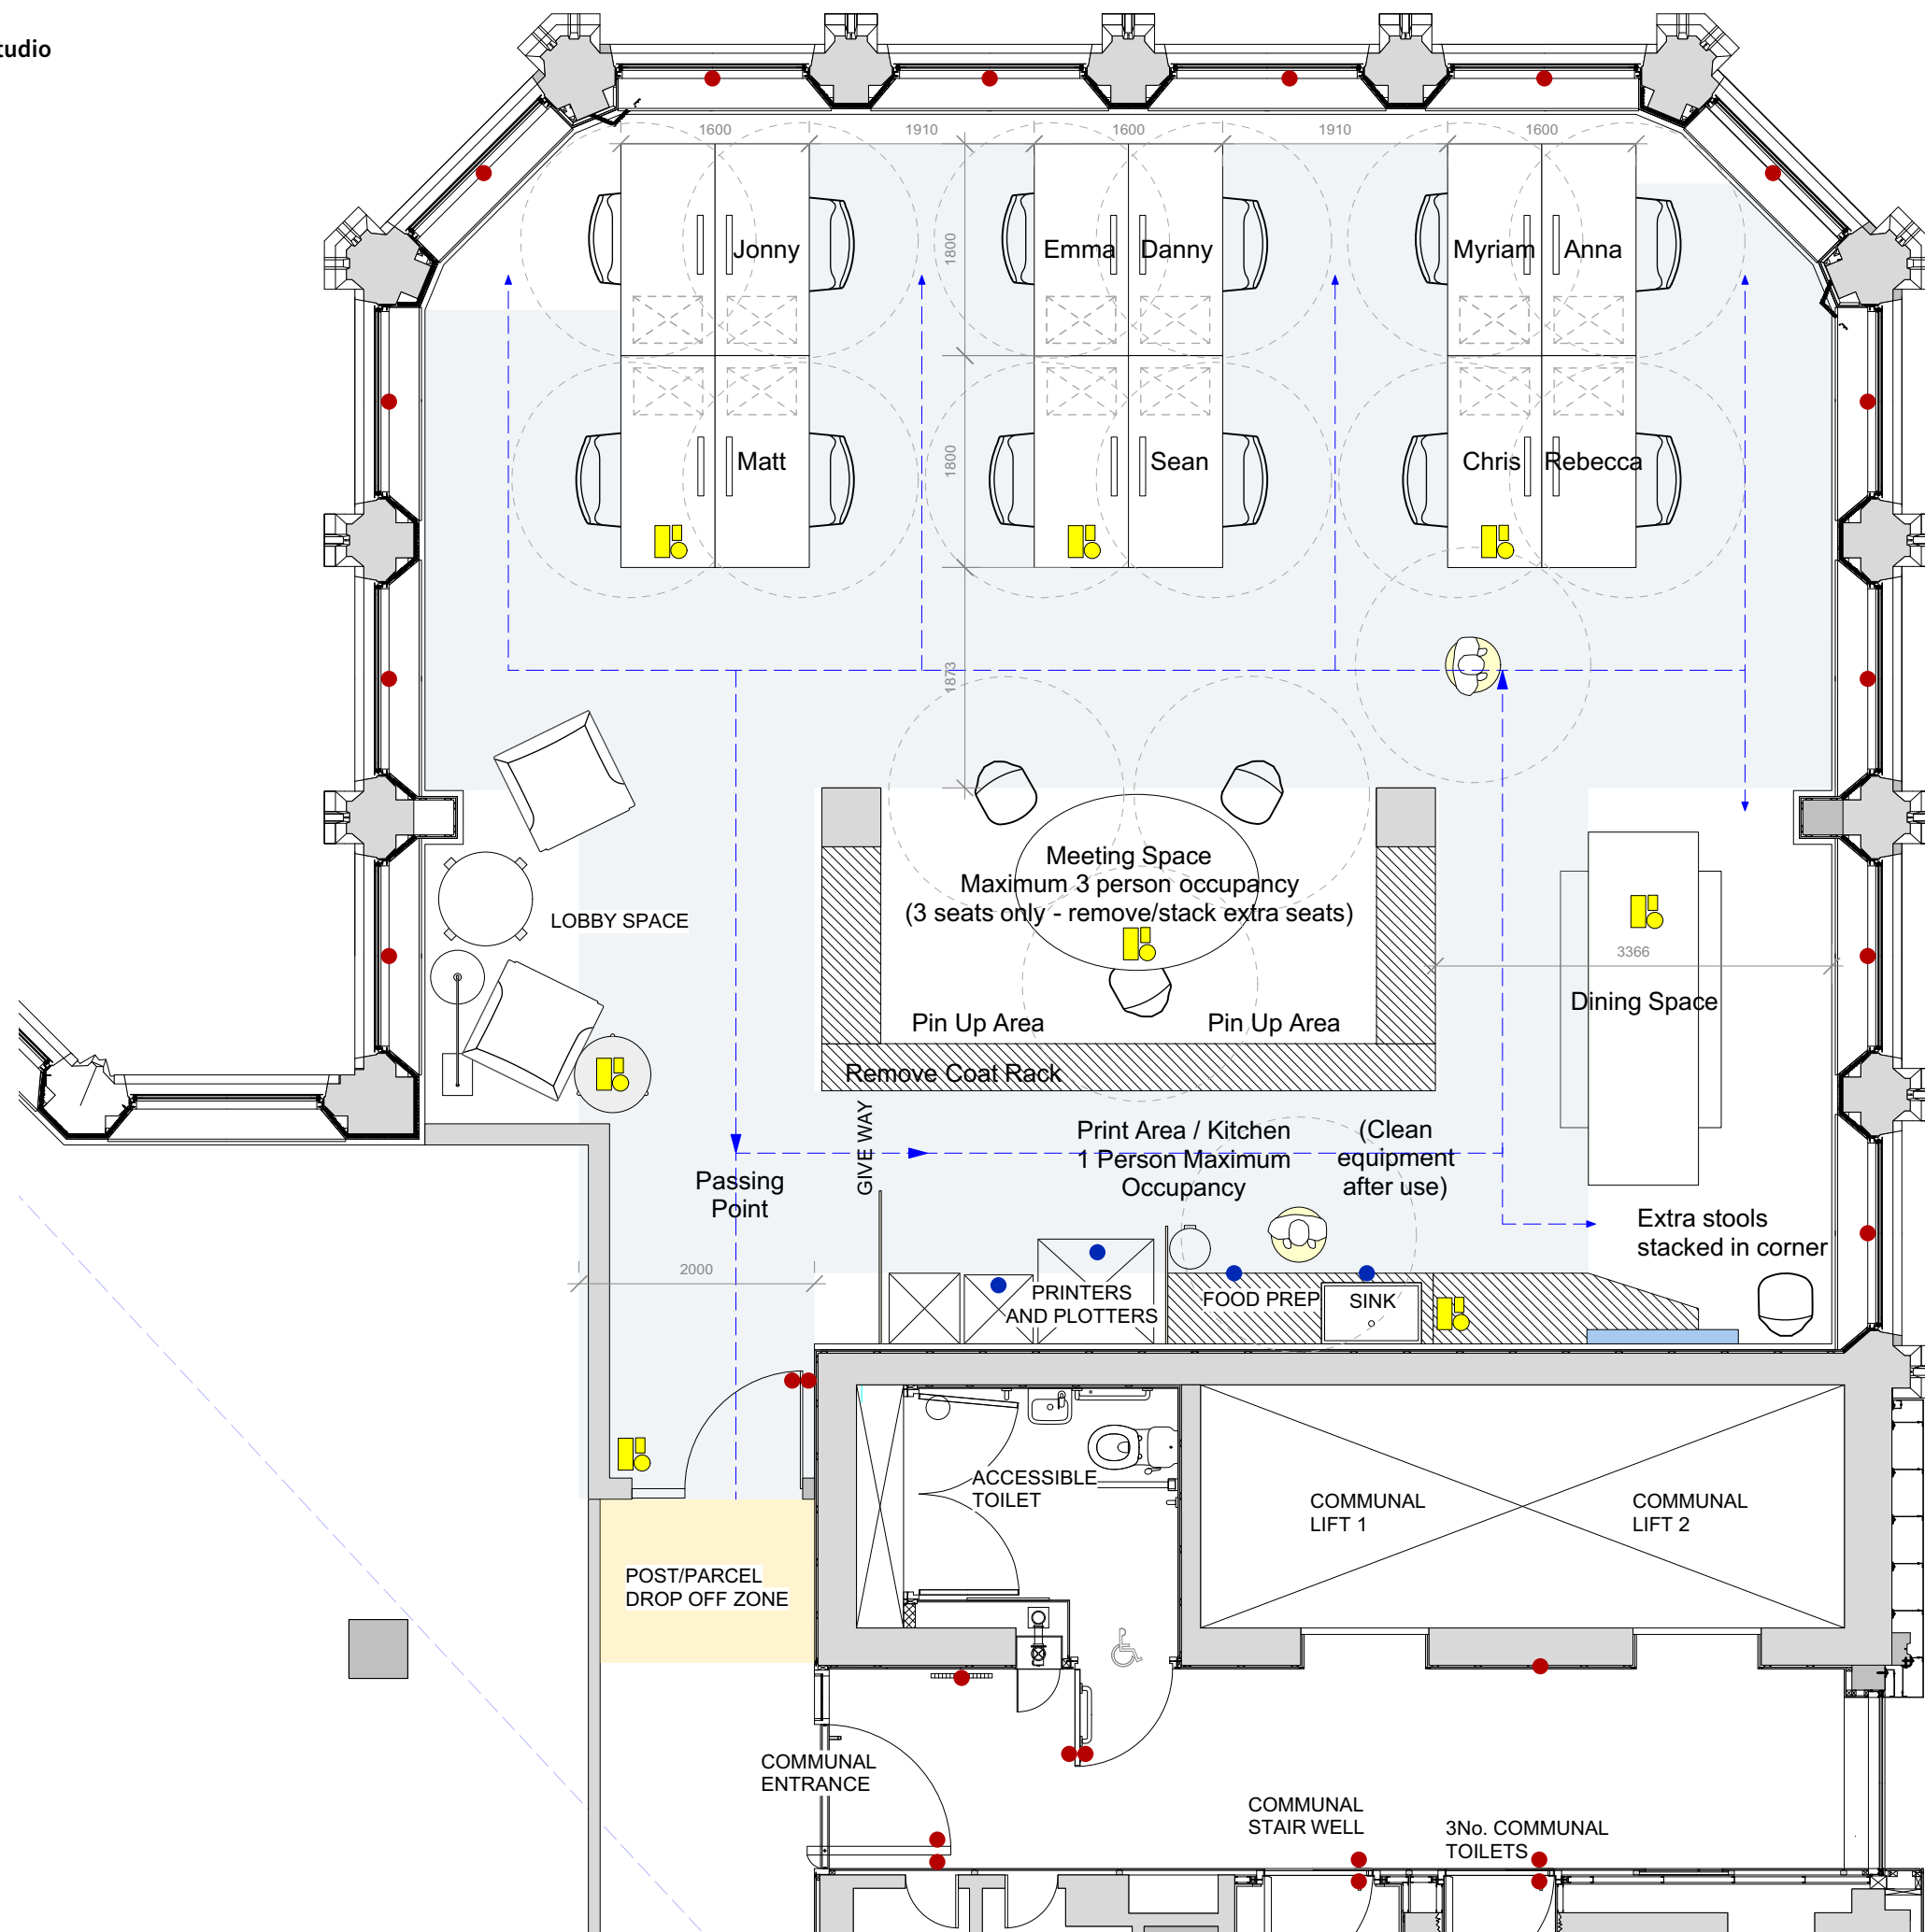 tudio
1600
1910
1600
1910
1600
Jonny
Emma
Danny
Myriam
Anna
1800
Matt
Sean
Chris
Rebecca
1800
1873
Meeting Space
Maximum 3 person occupancy
(3 seats only - remove/stack extra seats)
LOBBY SPACE
3366
Dining Space
Pin Up Area
Pin Up Area
Remove Coat Rack
GIVE WAY
Print Area / Kitchen
1 Person Maximum
Occupancy
(Clean
equipment
after use)
Passing
Point
Extra stools
stacked in corner
2000
PRINTERS
AND PLOTTERS
FOOD PREP
SINK
ACCESSIBLE
TOILET
COMMUNAL
LIFT 1
COMMUNAL
LIFT 2
POST/PARCEL
DROP OFF ZONE
COMMUNAL
ENTRANCE
COMMUNAL
STAIR WELL
3No. COMMUNAL
TOILETS